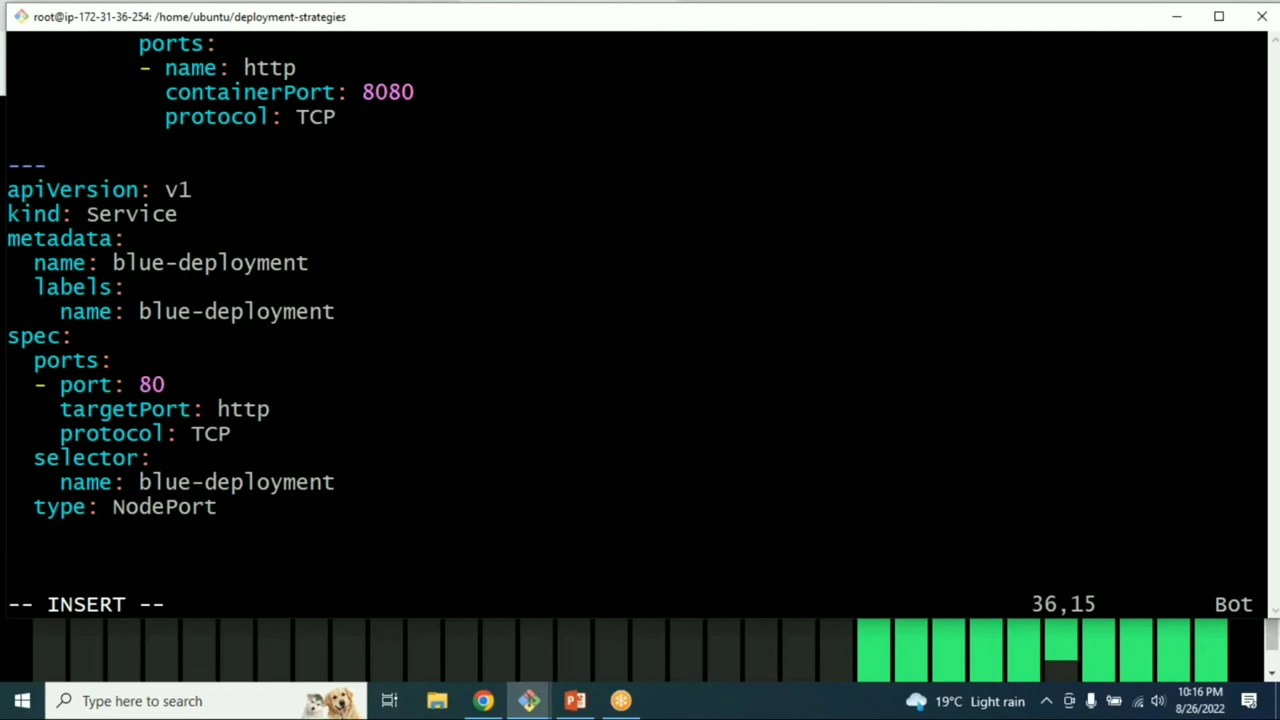 root@ip-172-31-36-254: /home/ubuntu/deployment-strategies
ports:
- name: http
containerPort: 8080
protocol: TCP
---
apiVersion: v1
kind: Service
metadata:
name: blue-deployment
labels:
name: blue-deployment
spec:
ports:
- port: 80
targetPort: http
protocol: TCP
selector:
name: blue-deployment
type: NodePort
-- INSERT -- 36,15 Bot
Type here to search
19°C Light rain
10:16 PM
8/26/2022